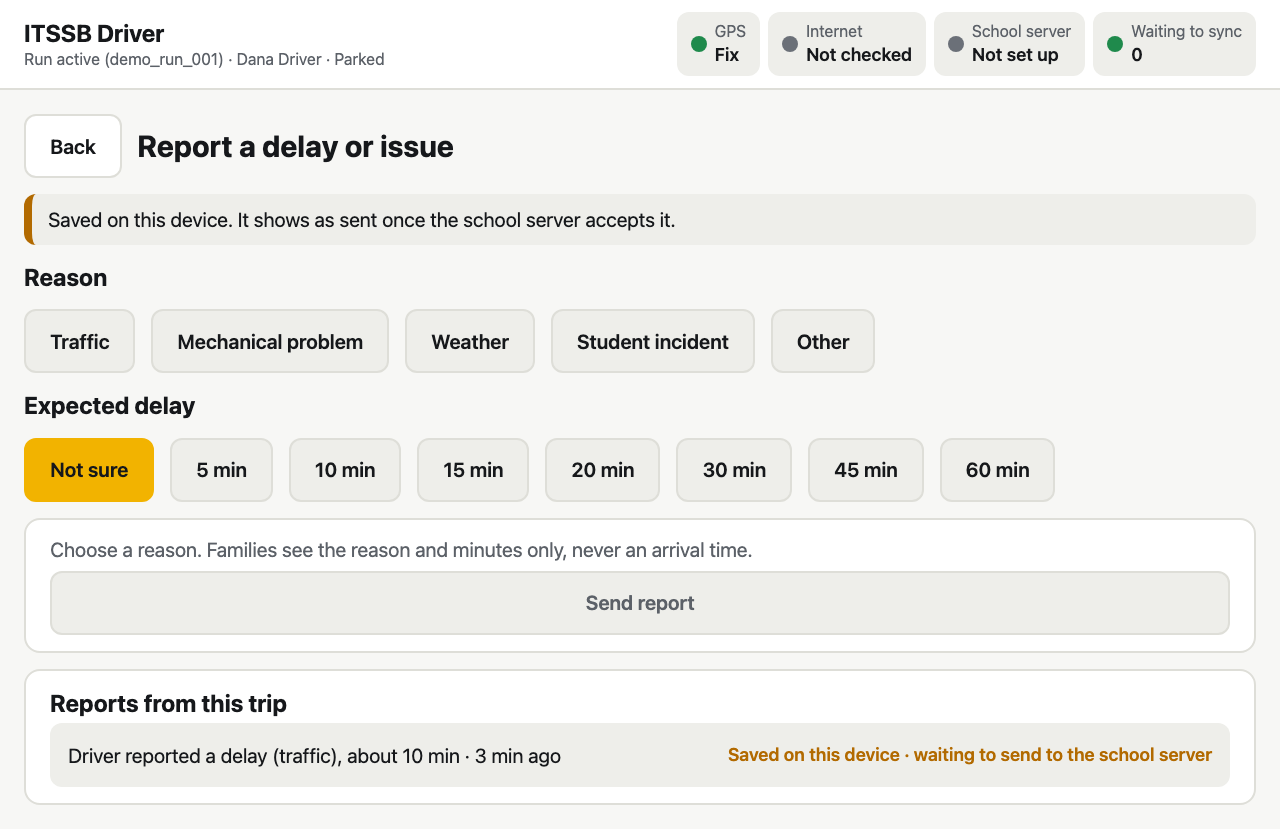 ITSSB Driver
Run active (demo_run_001) · Dana Driver · Parked
GPS
Fix
Internet
Not checked
School server
Not set up
Waiting to sync
0
Back
Report a delay or issue
Saved on this device. It shows as sent once the school server accepts it.
Reason
Traffic
Mechanical problem
Weather
Student incident
Other
Expected delay
Not sure
5 min
10 min
15 min
20 min
30 min
45 min
60 min
Choose a reason. Families see the reason and minutes only, never an arrival time.
Send report
Reports from this trip
Driver reported a delay (traffic), about 10 min · 3 min ago
Saved on this device · waiting to send to the school server